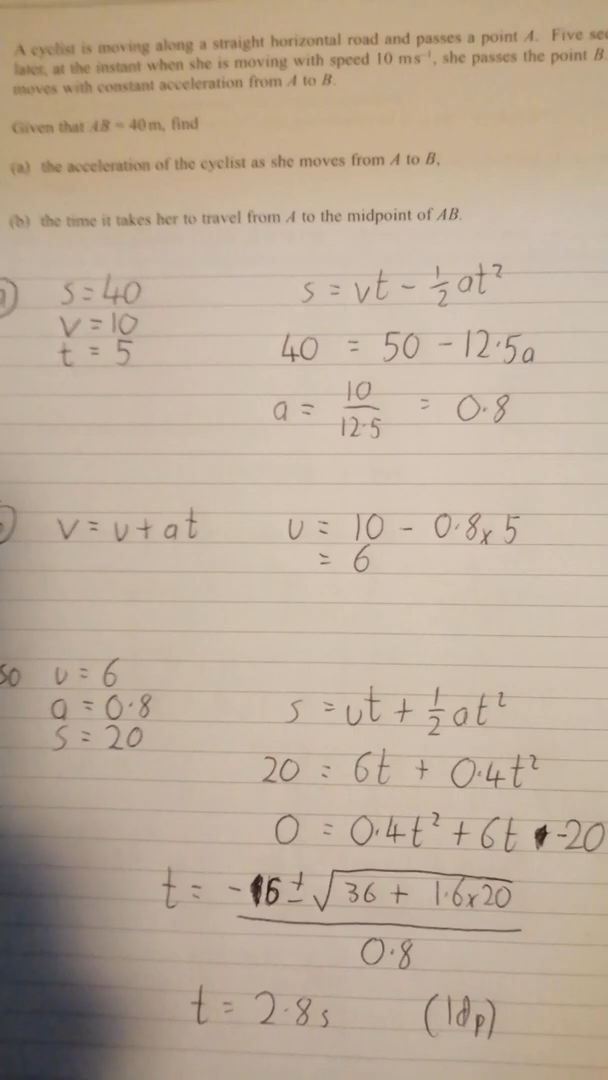 A cyclist is moving along a straight horizontal road and passes a point A. Five sec
later, at the instant when she is moving with speed 10 ms⁻¹, she passes the point B.
moves with constant acceleration from A to B.
Given that AB = 40 m, find
(a) the acceleration of the cyclist as she moves from A to B,
(b) the time it takes her to travel from A to the midpoint of AB.
s = 40
s = vt - 1/2 at²
v = 10
t = 5
40 = 50 - 12.5a
a = 10/12.5 = 0.8
v = u + at
u = 10 - 0.8 x 5
= 6
so u = 6
a = 0.8
s = ut + 1/2 at²
s = 20
20 = 6t + 0.4t²
0 = 0.4t² + 6t -20
t = -6 ± √36 + 1.6x20
0.8
t = 2.8s (1dp)